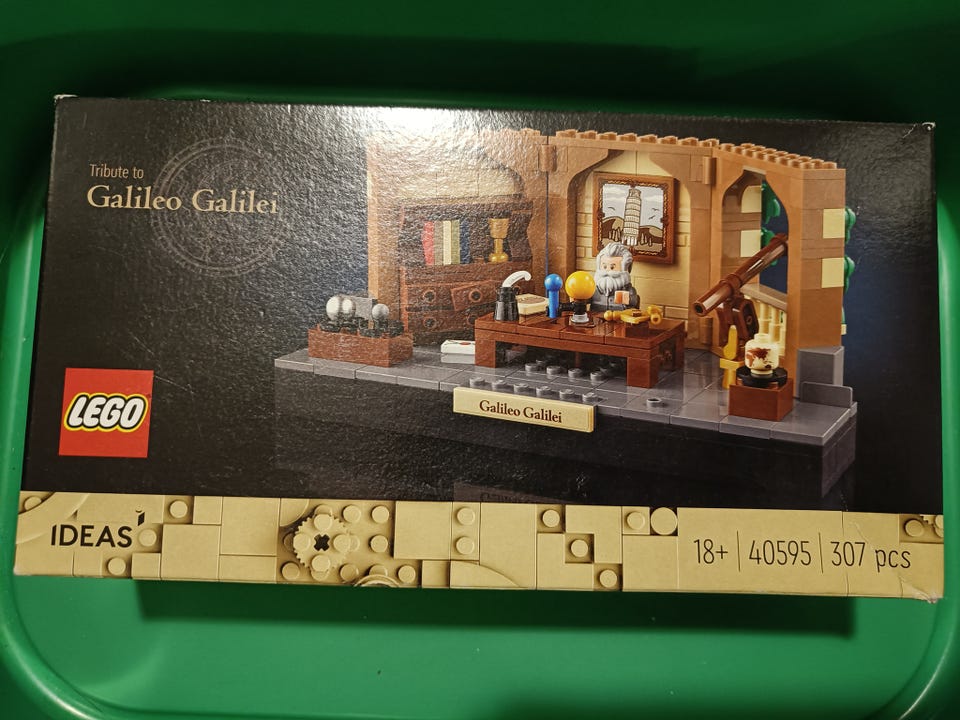 Tribute to
Galileo Galilei
Galileo Galilei
LEGO
IDEAS
18+ | 40595 | 307 pcs